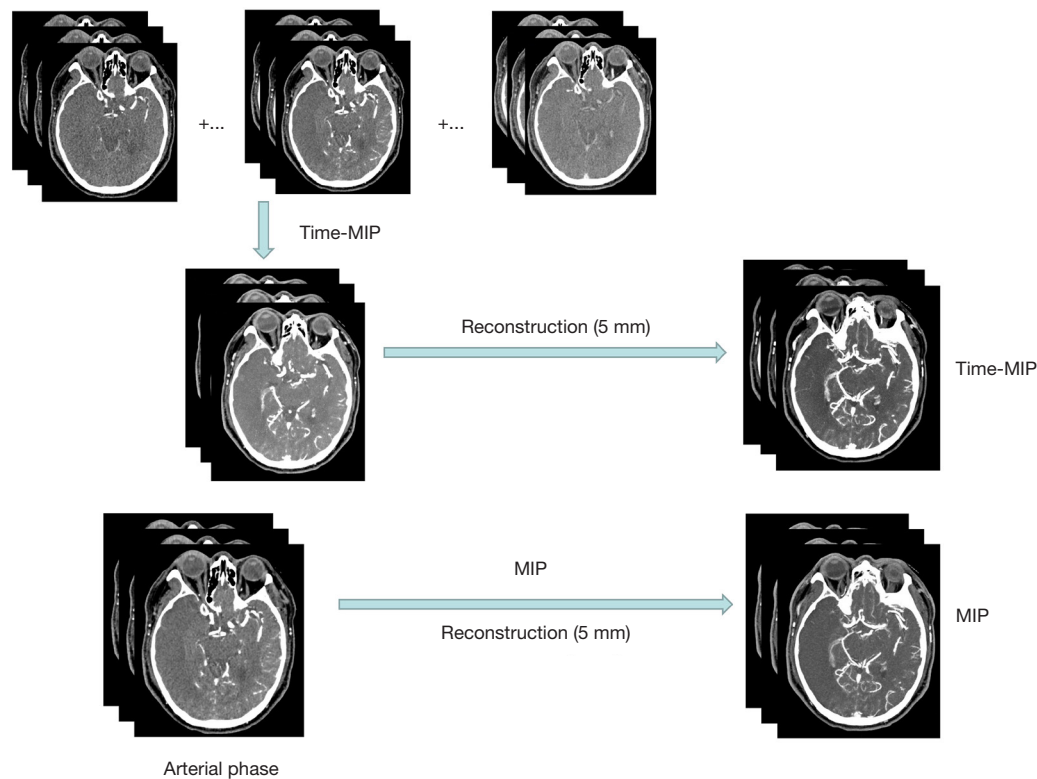 +...
+...
Time-MIP
Reconstruction (5 mm)
Time-MIP
MIP
Reconstruction (5 mm)
MIP
Arterial phase